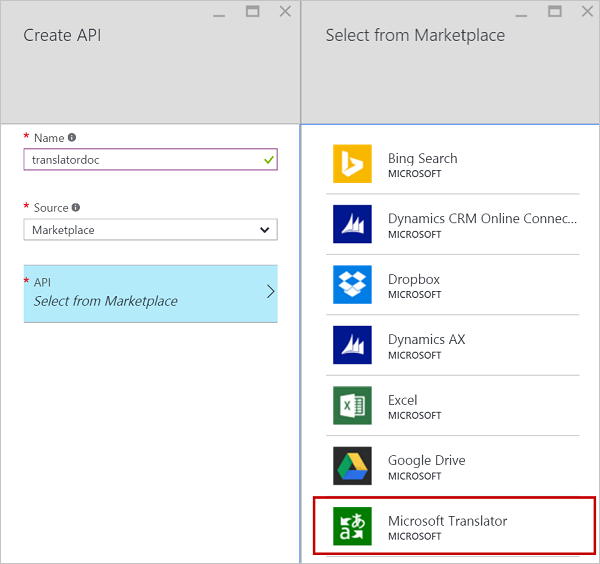 Create API
* Name
translatordoc
* Source
Marketplace
* API
Select from Marketplace
Select from Marketplace
Bing Search
MICROSOFT
Dynamics CRM Online Connec...
MICROSOFT
Dropbox
MICROSOFT
Dynamics AX
MICROSOFT
Excel
MICROSOFT
Google Drive
MICROSOFT
Microsoft Translator
MICROSOFT